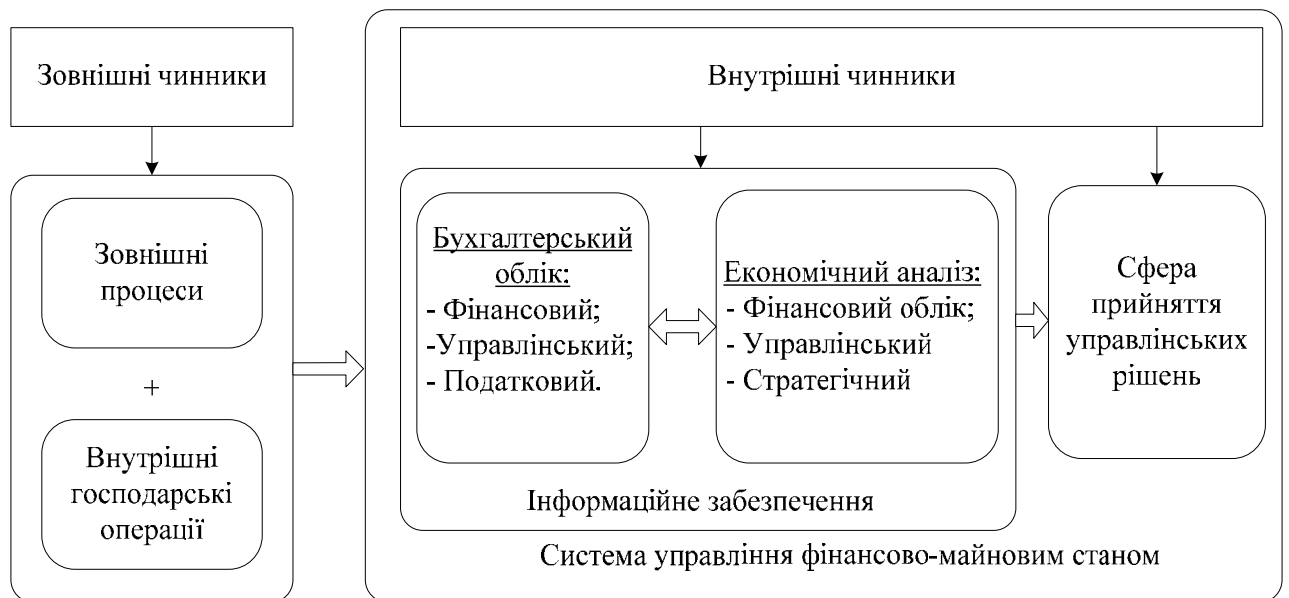 Зовнішні чинники
Зовнішні
процеси
+
Внутрішні
господарські
операції
Внутрішні чинники
Бухгалтерський
облік:
- Фінансовий;
-Управлінський;
- Податковий.
Економічний аналіз:
- Фінансовий облік;
- Управлінський
- Стратегічний
Сфера
прийняття
управлінських
рішень
Інформаційне забезпечення
Система управління фінансово-майновим станом